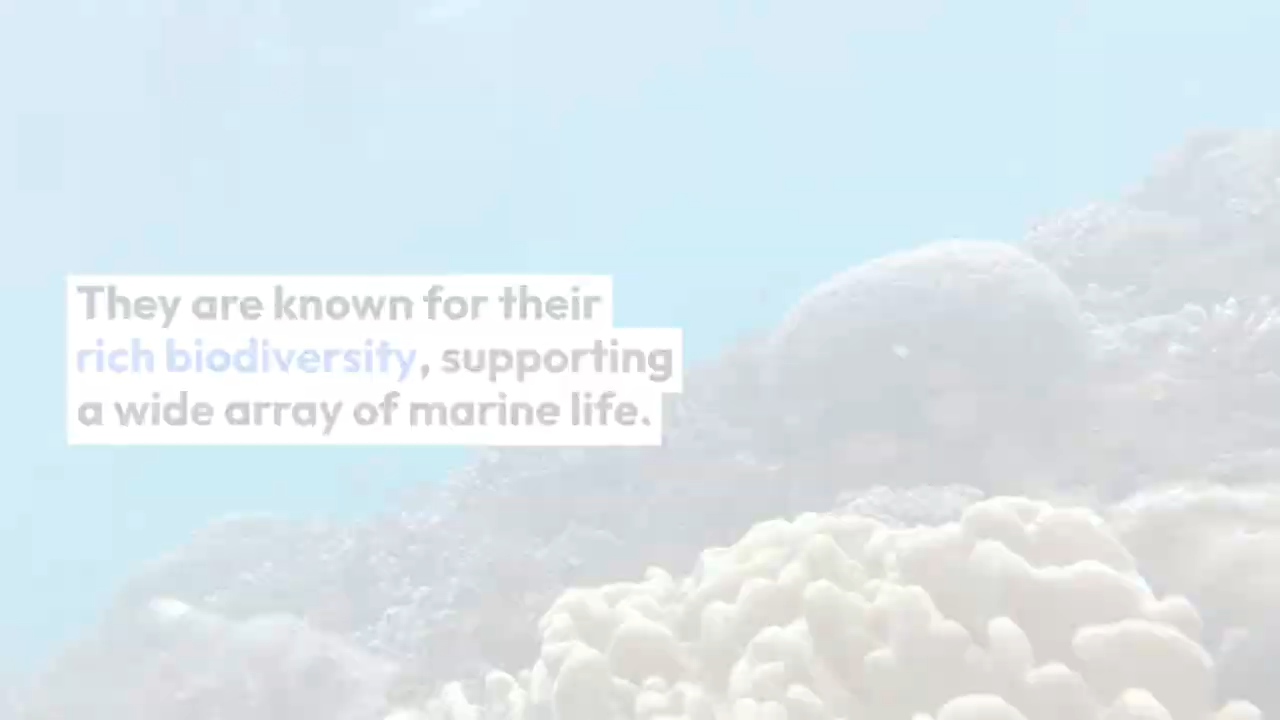 They are known for their
rich biodiversity, supporting
a wide array of marine life.